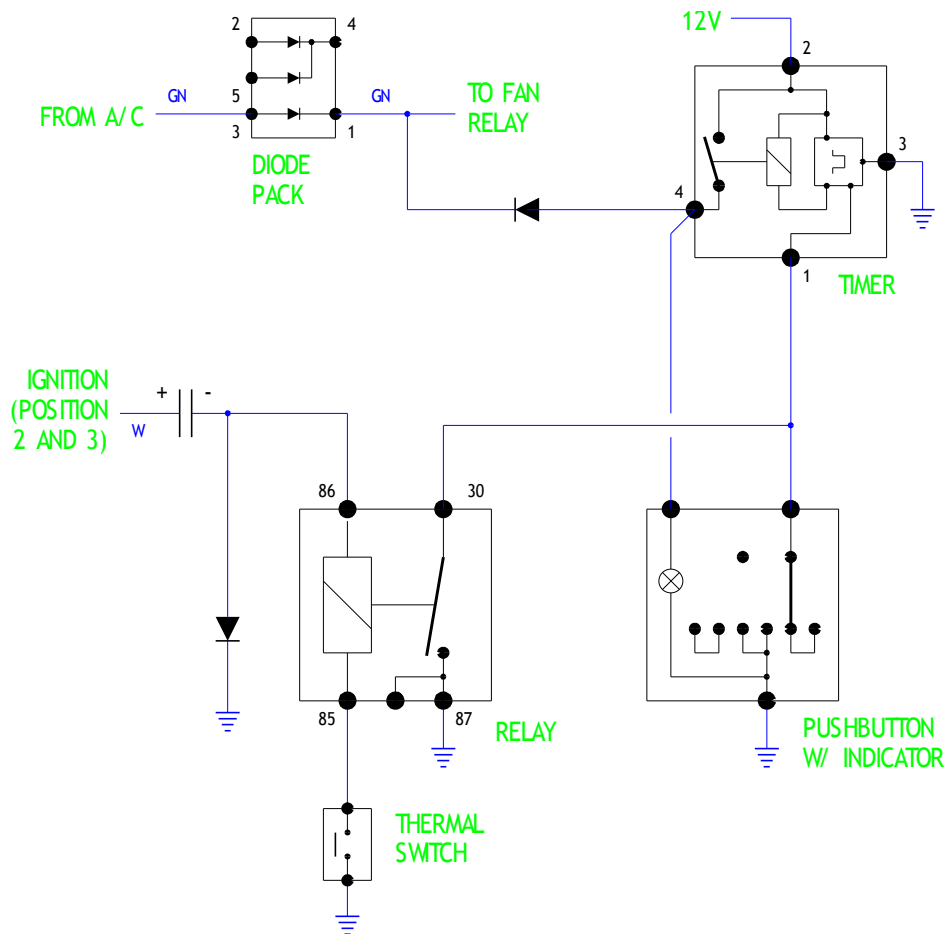 12V
2
4
2
GN
5
GN
FROM A/C
TO FAN
RELAY
3
1
3
DIODE
PACK
4
1
TIMER
IGNITION
(POSITION
2 AND 3)
+
-
W
86
30
85
87
RELAY
PUSHBUTTON
W/ INDICATOR
THERMAL
SWITCH